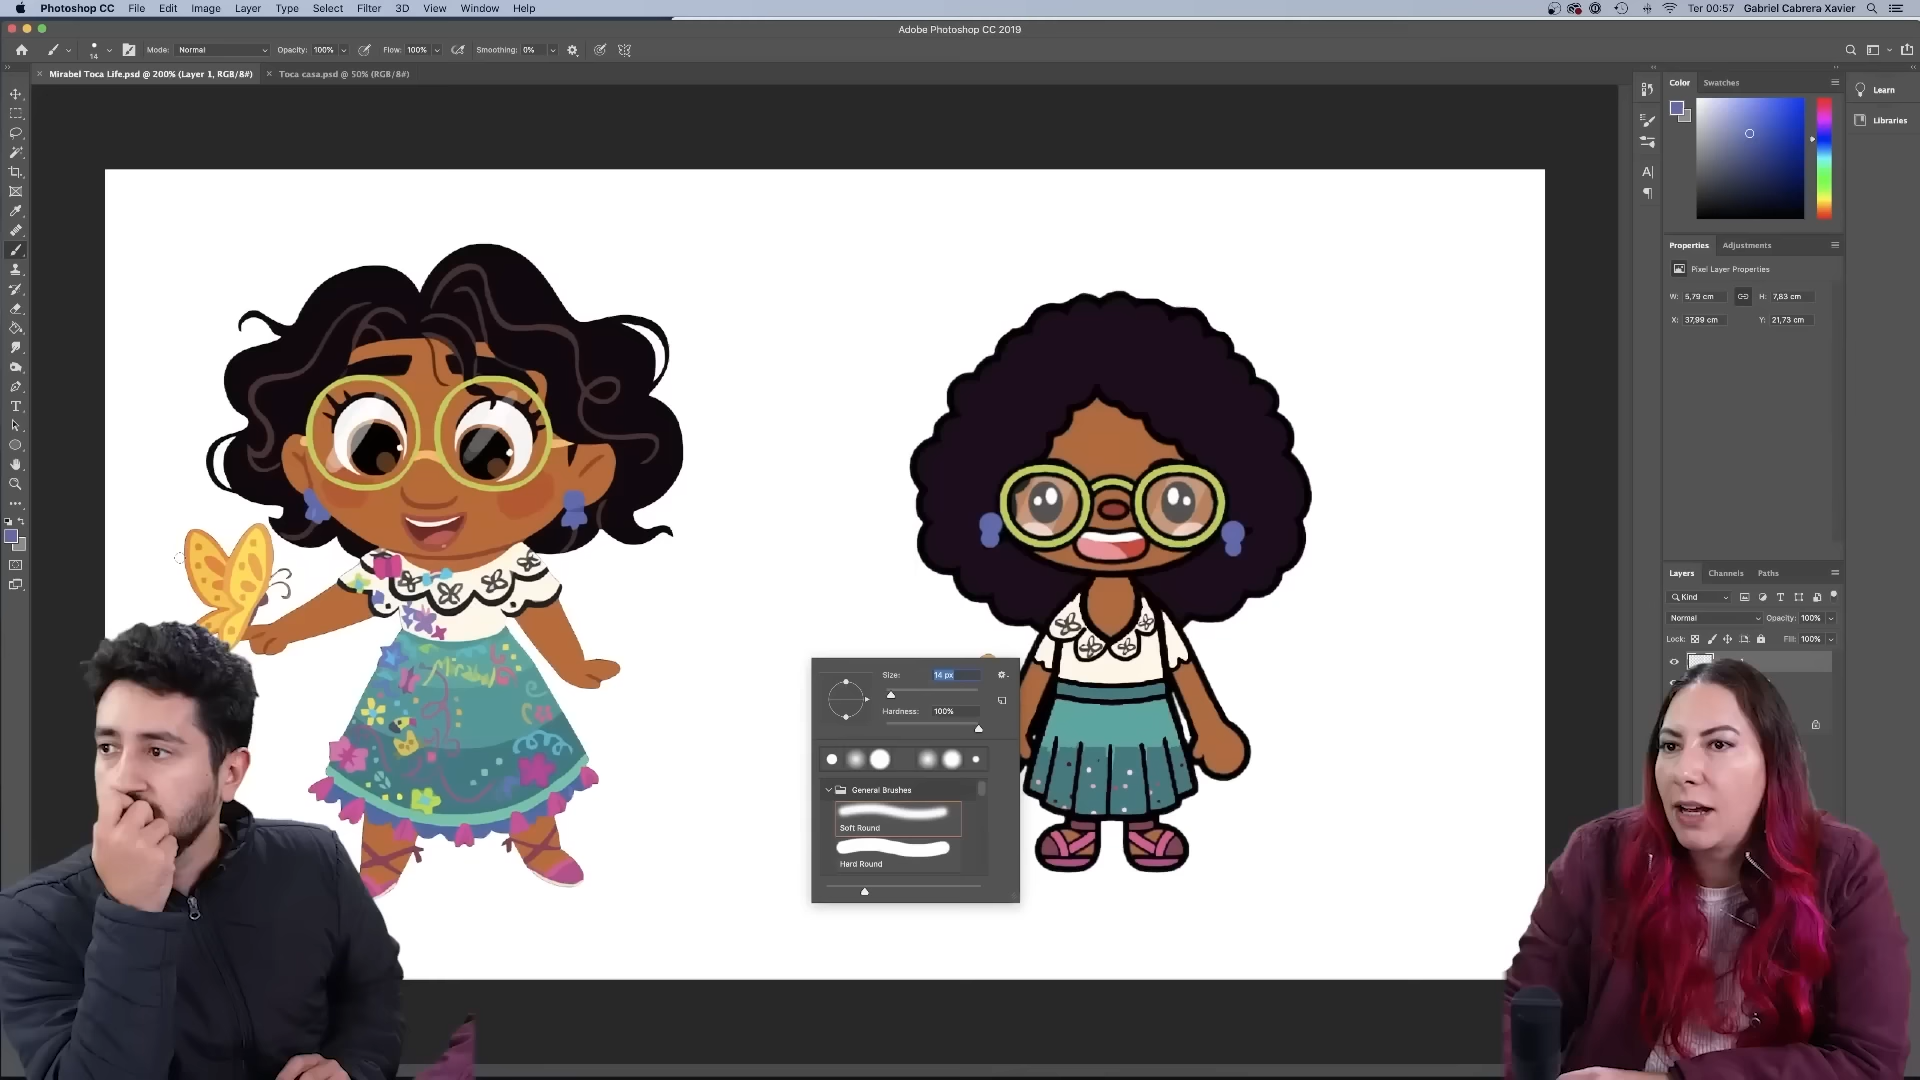 Photoshop CC File Edit Image Layer Type Select Filter 3D View Window Help Ter 00:57 Gabriel Cabrera Xavier
Adobe Photoshop CC 2019
14 Mode: Normal Opacity: 100% Flow: 100% Smoothing: 0%
Mirabel Toca Life.psd @ 200% (Layer 1, RGB/8#) Toca casa.psd @ 50% (RGB/8#)
Color Swatches
Learn
Libraries
Properties Adjustments
Pixel Layer Properties
W: 5,79 cm H: 7,83 cm
X: 37,99 cm Y: 21,73 cm
Layers Channels Paths
Kind
Normal Opacity: 100%
Lock: Fill: 100%
Mirabel
Size: 14 px
Hardness: 100%
General Brushes
Soft Round
Hard Round